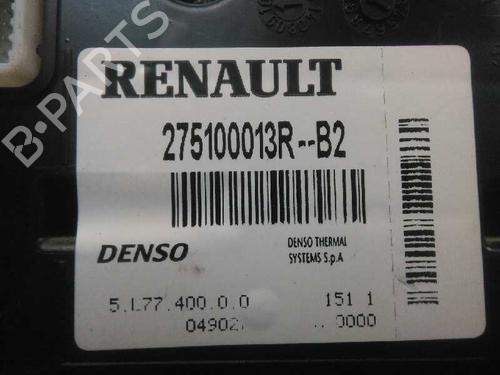 B-PARTS
RENAULT
275100013R--B2
DENSO
DENSO THERMAL
SYSTEMS S.p.A
5.L77.400.0.0
151 1
0000